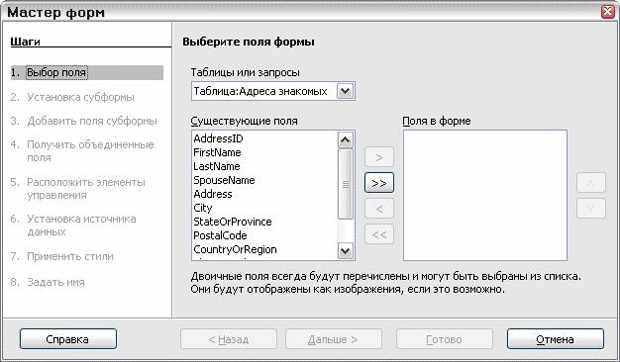 Мастер форм
Шаги
1. Выбор поля
2. Установка субформы
3. Добавить поля субформы
4. Получить объединенные
поля
5. Расположить элементы
управления
6. Установка источника
данных
7. Применить стили
8. Задать имя
Выберите поля формы
Таблицы или запросы
Таблица:Адреса знакомых
Существующие поля
AddressID
FirstName
LastName
SpouseName
Address
City
StateOrProvince
PostalCode
CountryOrRegion
>
>>
<
<<
Поля в форме
Двоичные поля всегда будут перечислены и могут быть выбраны из списка.
Они будут отображены как изображения, если это возможно.
Справка
< Назад
Дальше >
Готово
Отмена